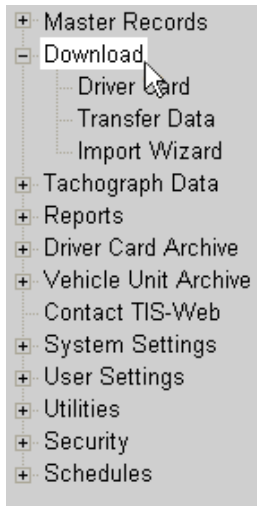 Master Records
Download
Driver Card
Transfer Data
Import Wizard
Tachograph Data
Reports
Driver Card Archive
Vehicle Unit Archive
Contact TIS-Web
System Settings
User Settings
Utilities
Security
Schedules